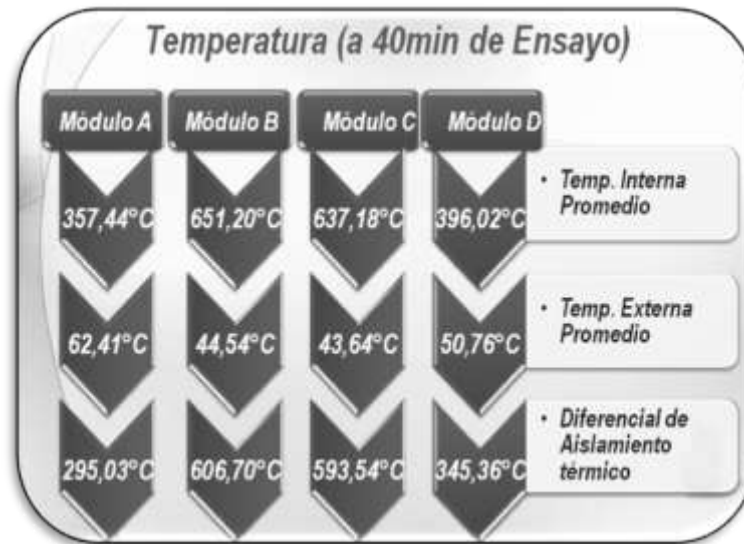 Temperatura (a 40min de Ensayo)
Módulo A
Módulo B
Módulo C
Módulo D
357,44°C
651,20°C
637,18°C
396,02°C
• Temp. Interna
Promedio
62,41°C
44,54°C
43,64°C
50,76°C
• Temp. Externa
Promedio
295,03°C
606,70°C
593,54°C
345,36°C
• Diferencial de
Aislamiento
térmico